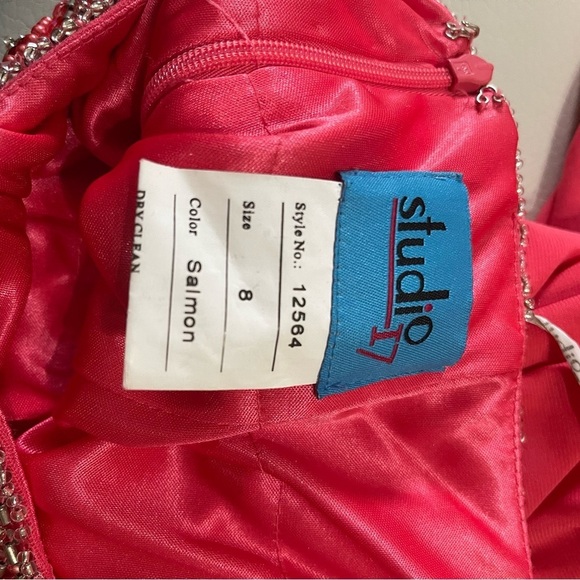 studio
17
Style No.: 12564
Size 8
Color Salmon
DRY CLEAN